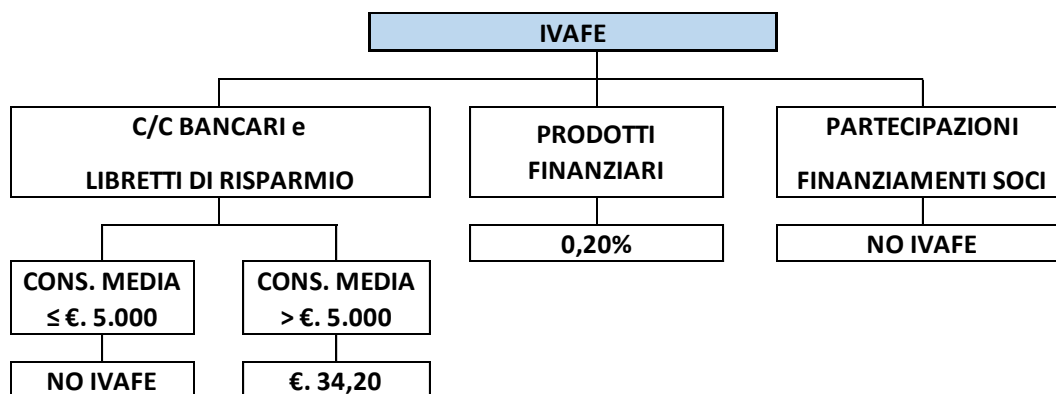 IVAFE
C/C BANCARI e
LIBRETTI DI RISPARMIO
PRODOTTI
FINANZIARI
PARTECIPAZIONI
FINANZIAMENTI SOCI
0,20%
NO IVAFE
CONS. MEDIA
≤ €. 5.000
CONS. MEDIA
> €. 5.000
NO IVAFE
€. 34,20